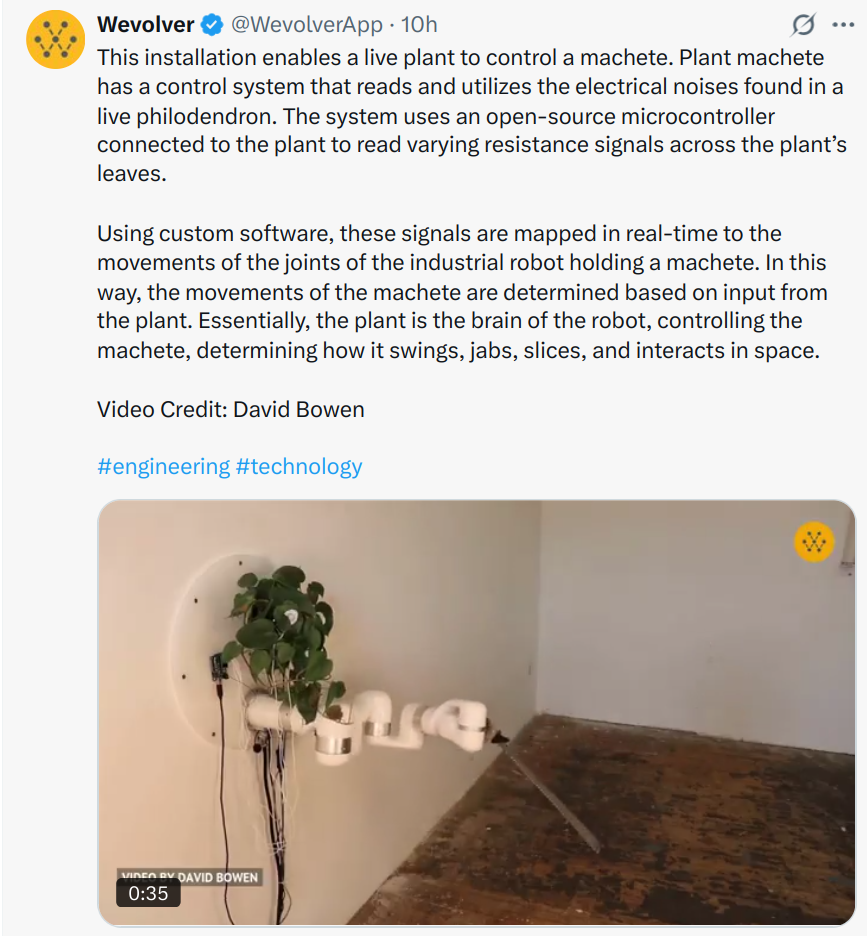 Wevolver @WevolverApp · 10h
This installation enables a live plant to control a machete. Plant machete
has a control system that reads and utilizes the electrical noises found in a
live philodendron. The system uses an open-source microcontroller
connected to the plant to read varying resistance signals across the plant’s
leaves.
Using custom software, these signals are mapped in real-time to the
movements of the joints of the industrial robot holding a machete. In this
way, the movements of the machete are determined based on input from
the plant. Essentially, the plant is the brain of the robot, controlling the
machete, determining how it swings, jabs, slices, and interacts in space.
Video Credit: David Bowen
#engineering #technology
VIDEO BY DAVID BOWEN
0:35